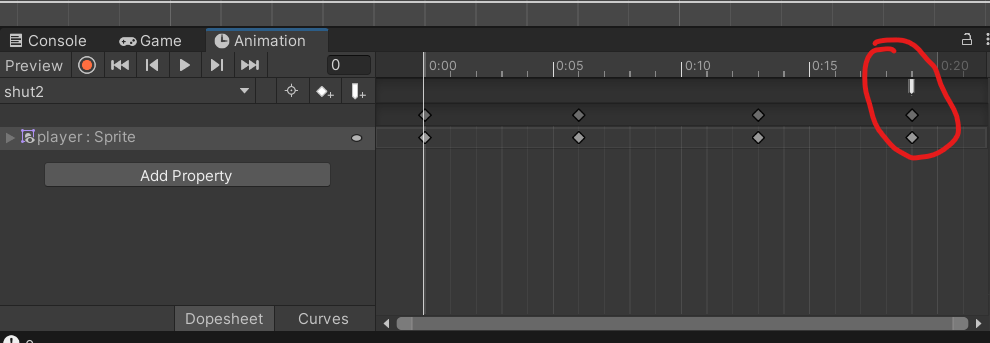 Console Game Animation
Preview 0 0:00 0:05 0:10 0:15 0:20
shut2
player : Sprite
Add Property
Dopesheet Curves